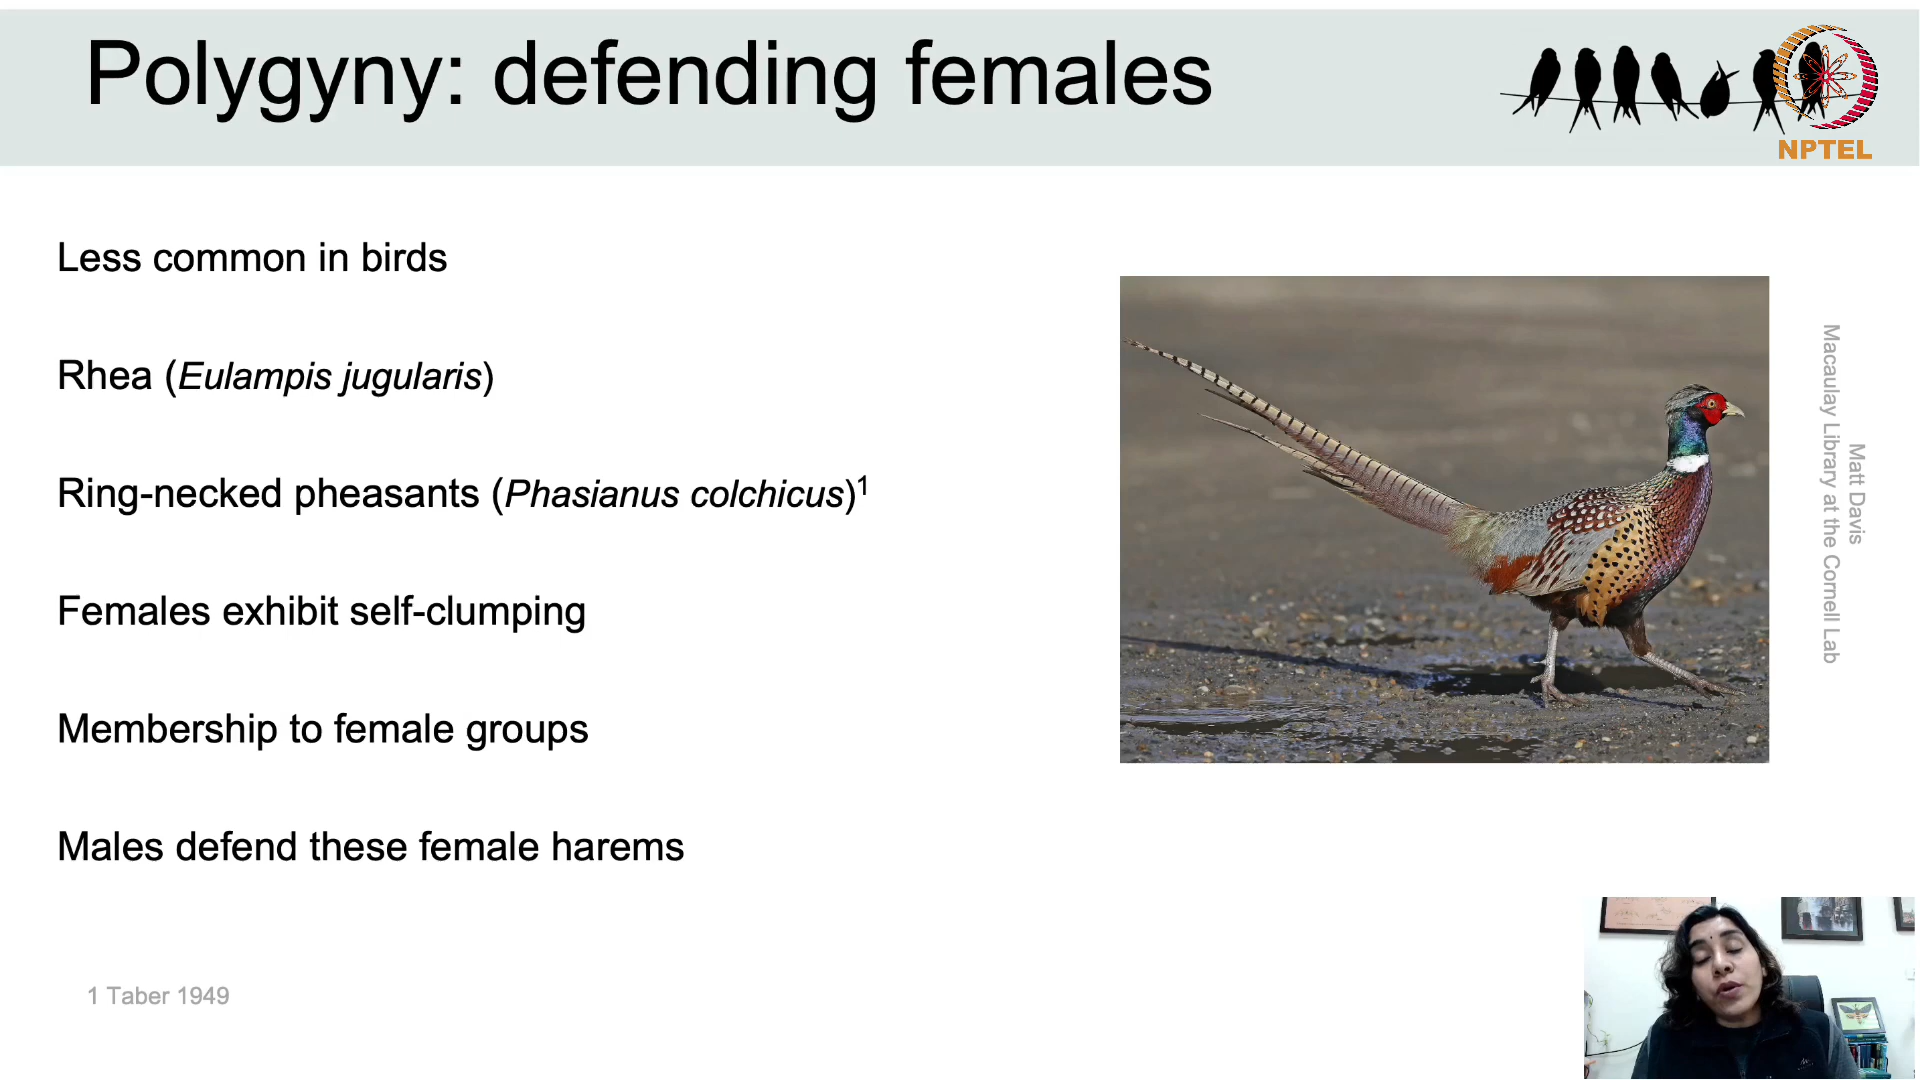 Polygyny: defending females
NPTEL
Less common in birds
Rhea (Eulampis jugularis)
Ring-necked pheasants (Phasianus colchicus)1
Females exhibit self-clumping
Membership to female groups
Males defend these female harems
Matt Davis
Macaulay Library at the Cornell Lab
1 Taber 1949